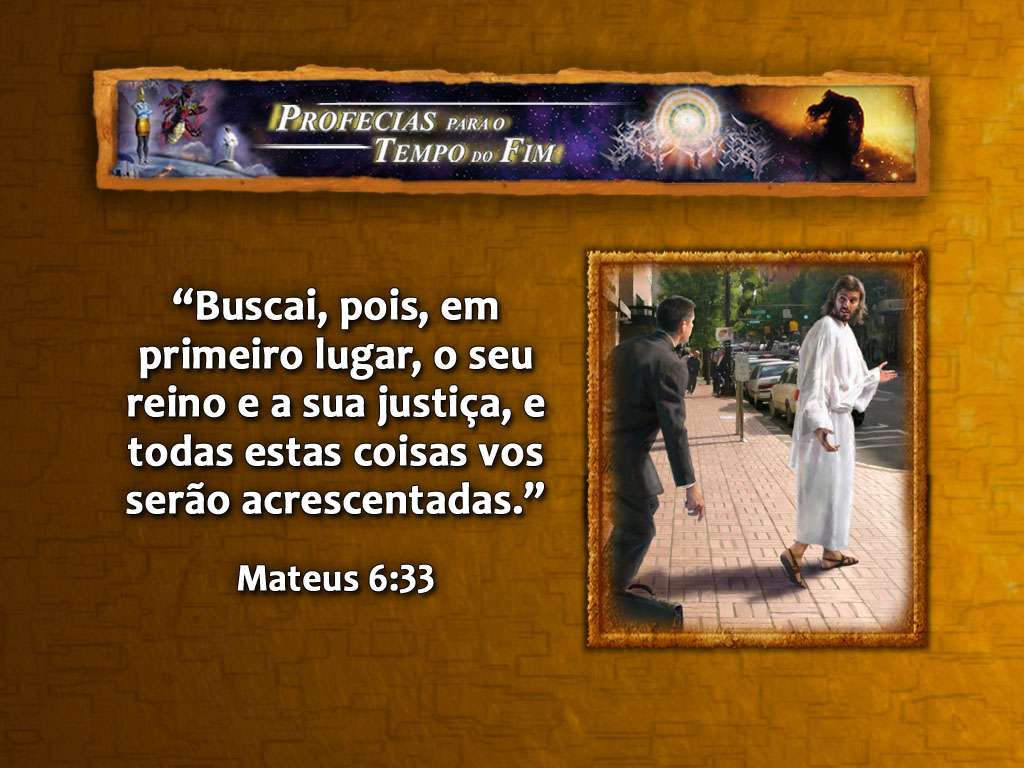 PROFECIAS PARA O
TEMPO DO FIM
“Buscai, pois, em
primeiro lugar, o seu
reino e a sua justiça, e
todas estas coisas vos
serão acrescentadas.”
Mateus 6:33